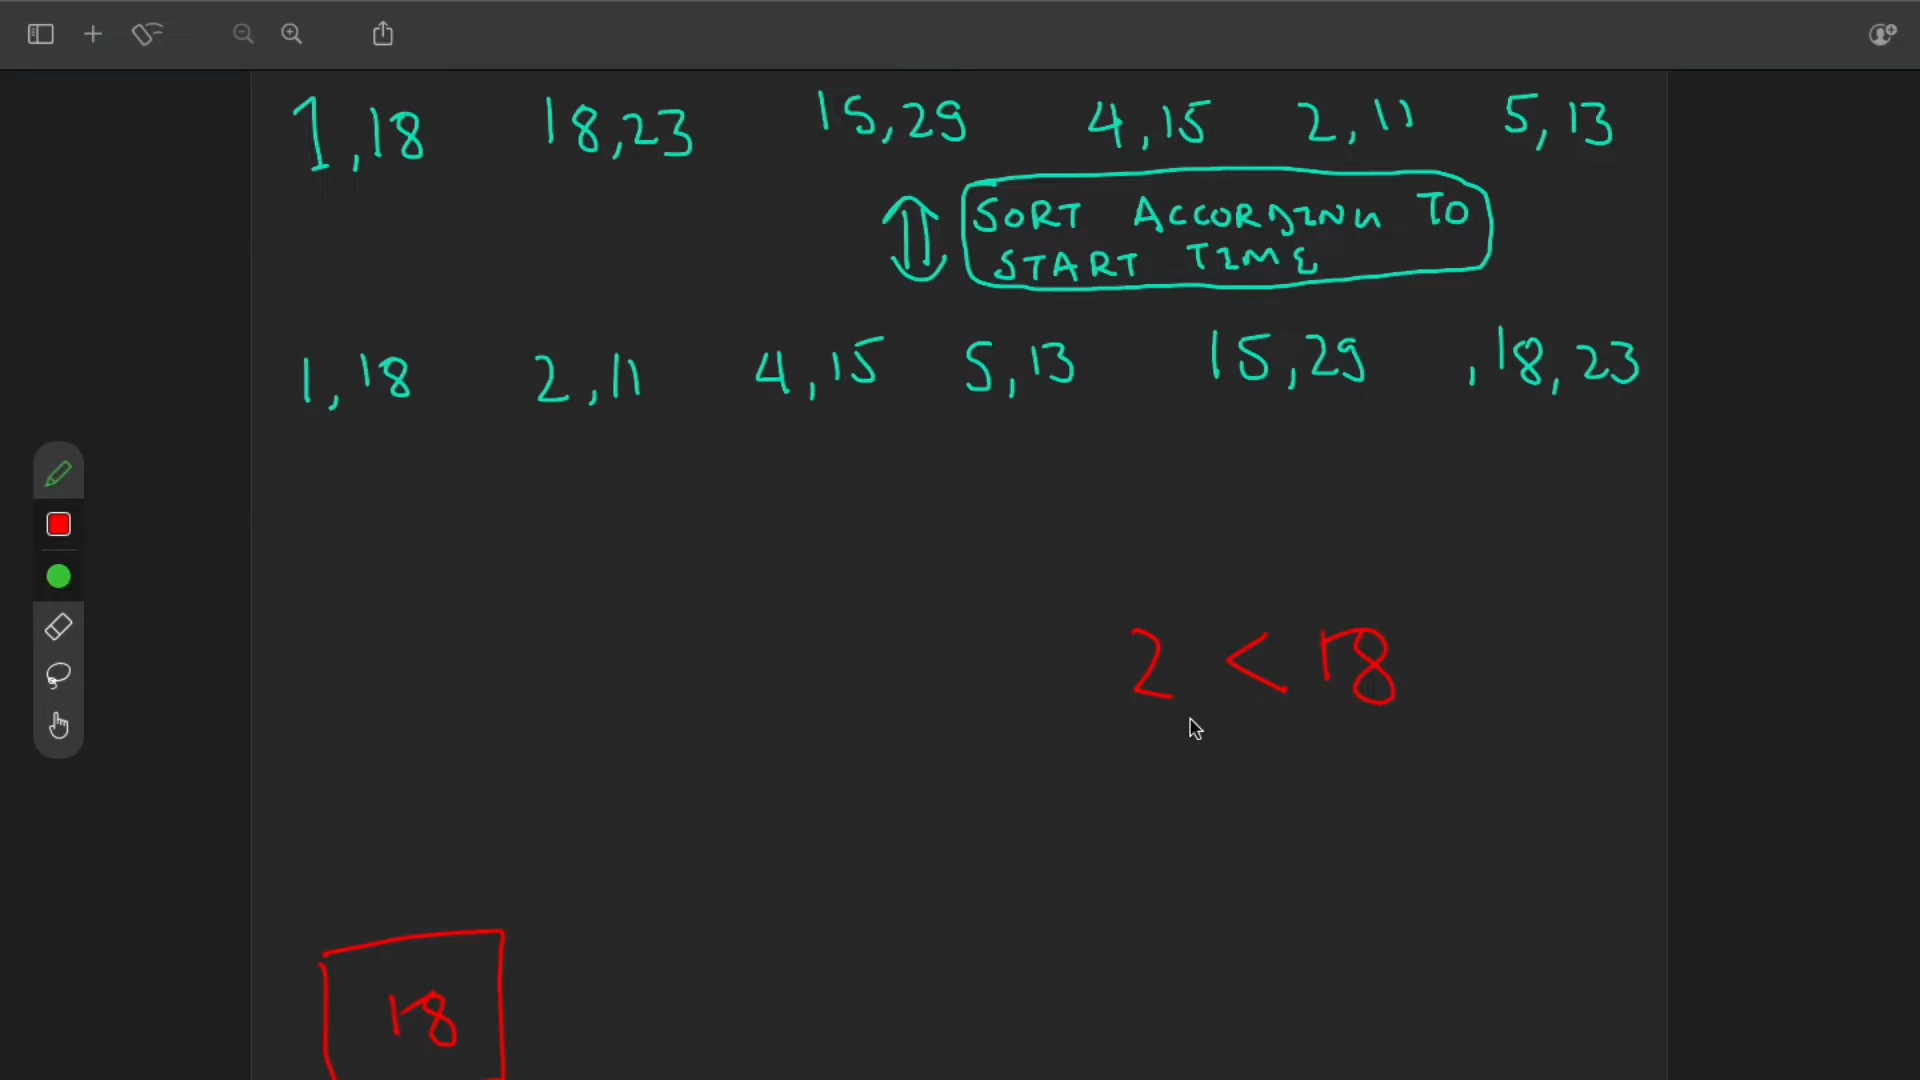 1,18 18,23 15,29 4,15 2,11 5,13
SORT ACCORDING TO
START TIME
1,18 2,11 4,15 5,13 15,29 ,18,23
2 < 18
18